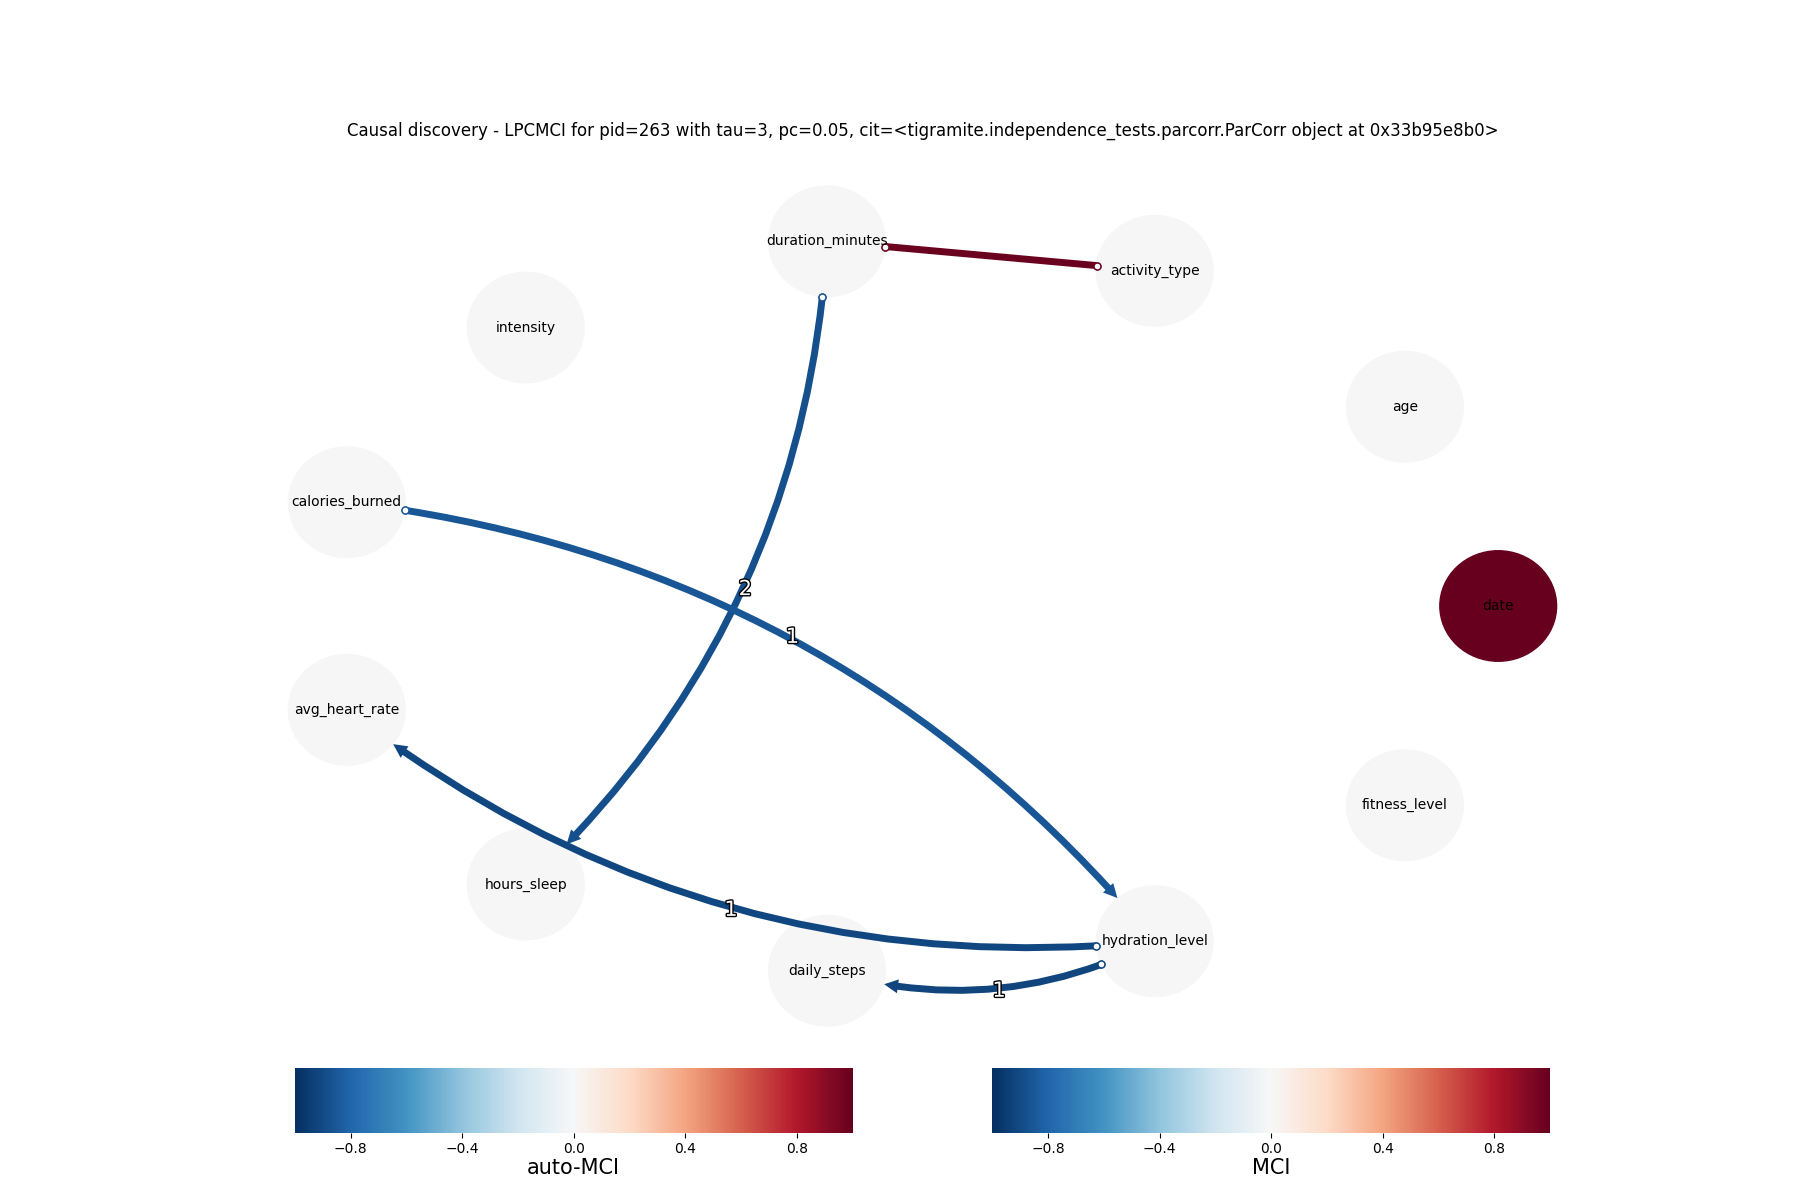 Causal discovery - LPCMCI for pid=263 with tau=3, pc=0.05, cit=<tigramite.independence_tests.parcorr.ParCorr object at 0x33b95e8b0>
duration_minutes
activity_type
intensity
age
calories_burned
2
date
1
avg_heart_rate
fitness_level
hours_sleep
1
hydration_level
daily_steps
1
−0.8 −0.4 0.0 0.4 0.8
auto-MCI
−0.8 −0.4 0.0 0.4 0.8
MCI